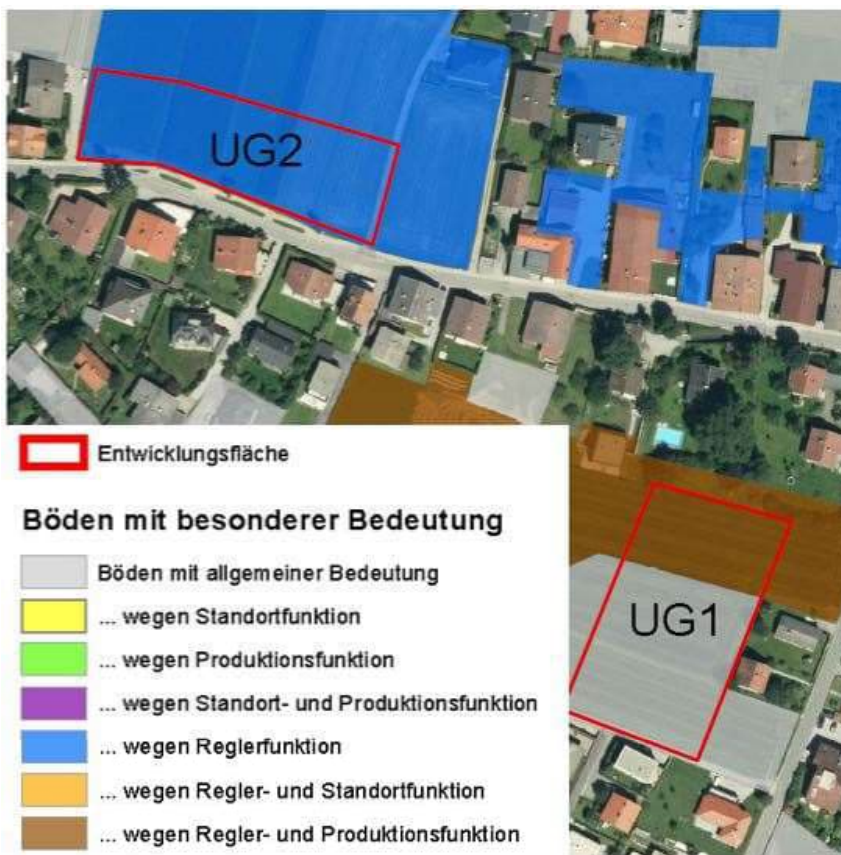 UG2
Entwicklungsfläche
Böden mit besonderer Bedeutung
Böden mit allgemeiner Bedeutung
... wegen Standortfunktion
... wegen Produktionsfunktion
... wegen Standort- und Produktionsfunktion
... wegen Reglerfunktion
... wegen Regler- und Standortfunktion
... wegen Regler- und Produktionsfunktion
UG1